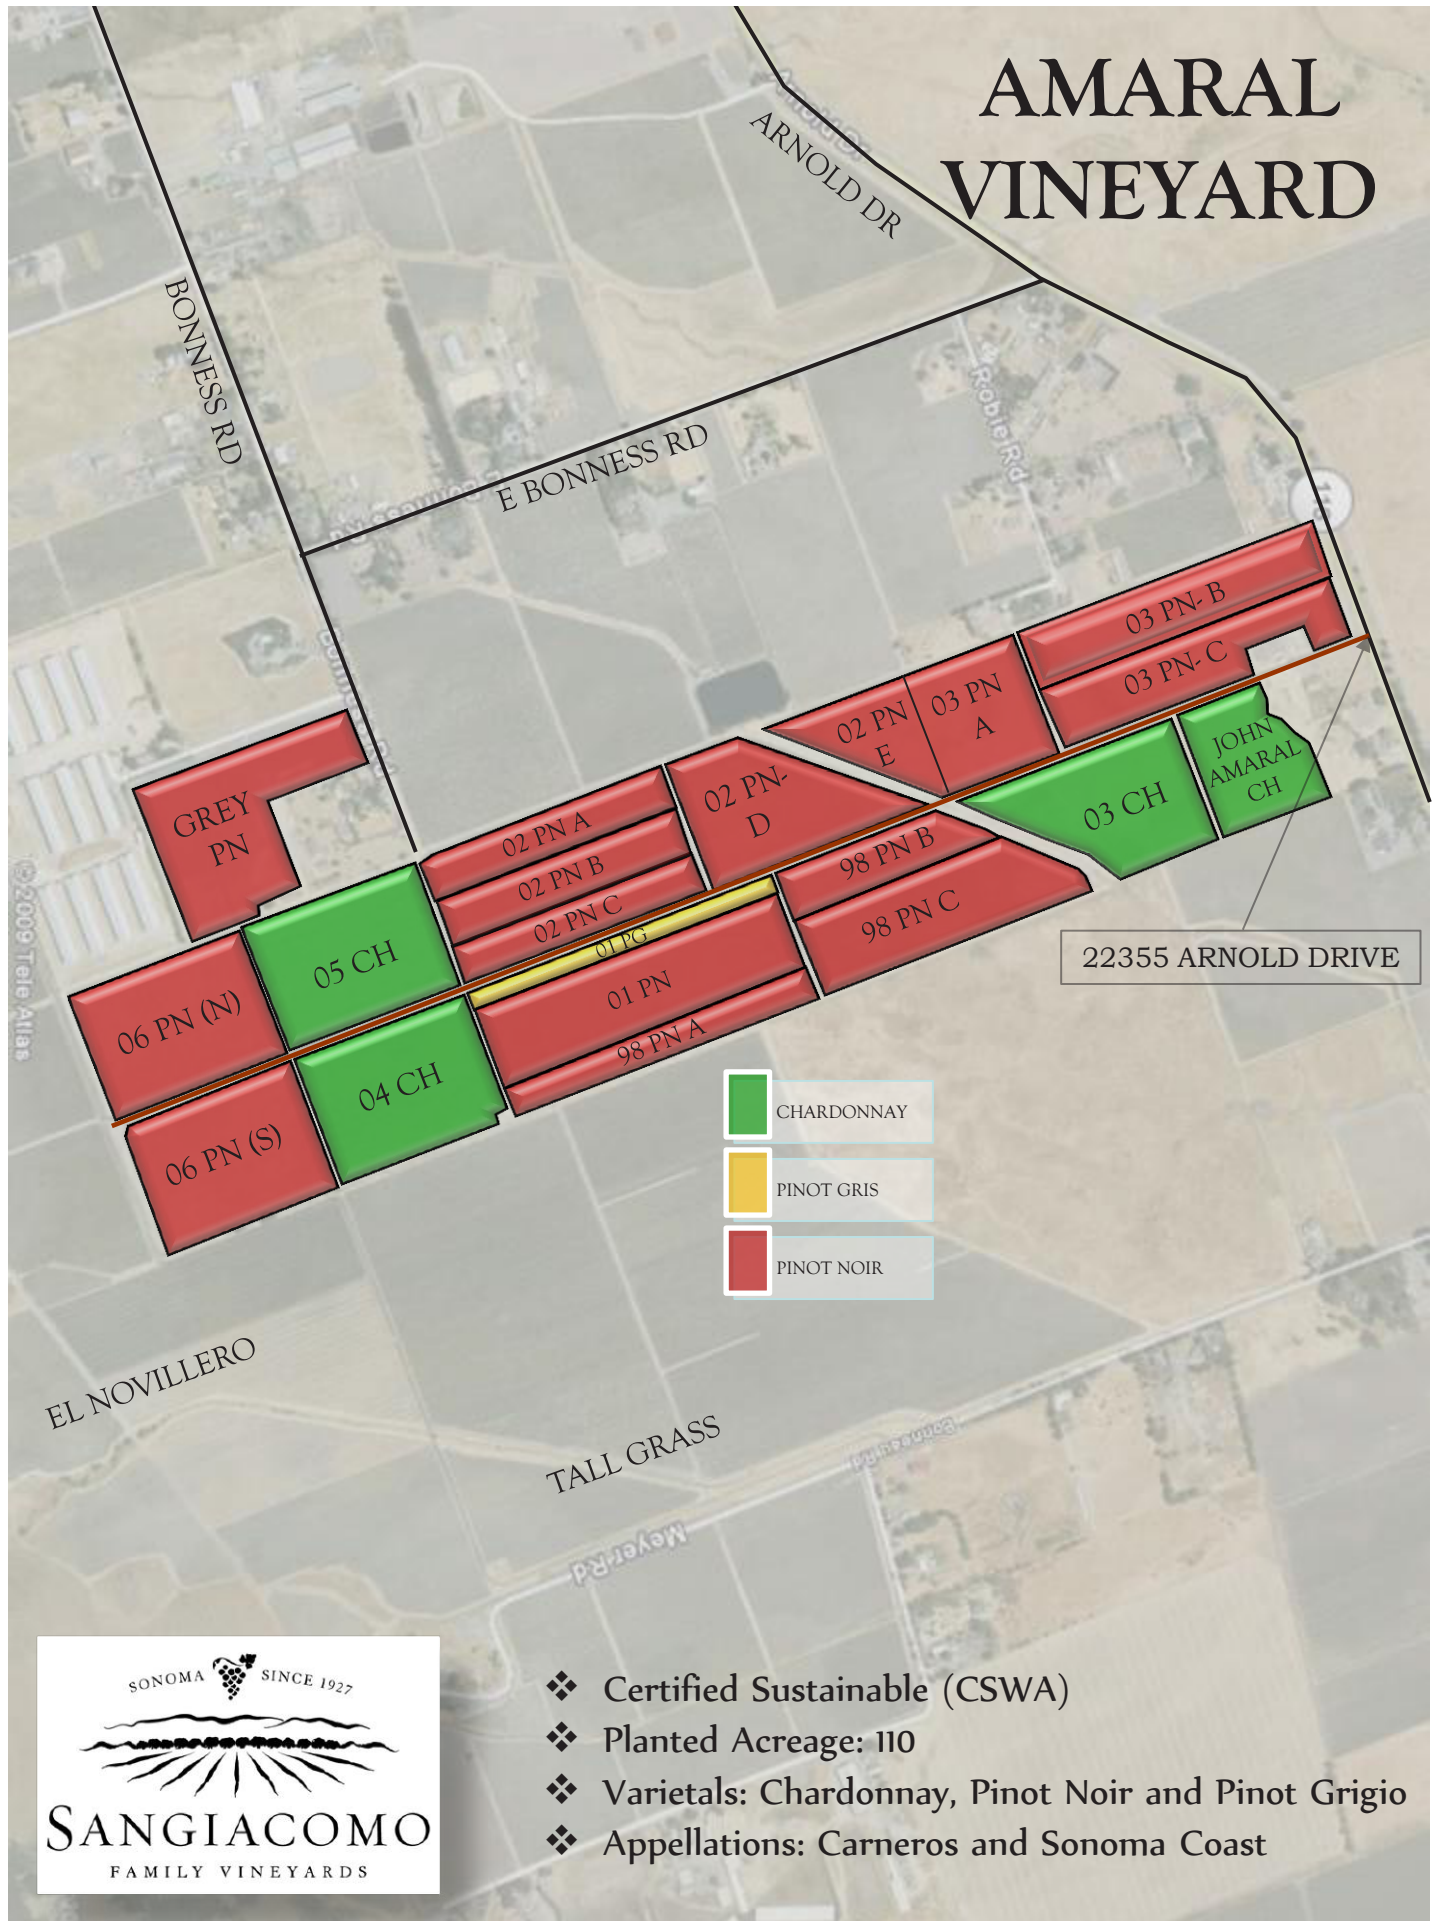 AMARAL
VINEYARD
ARNOLD DR
BONNESS RD
E BONNESS RD
Robie Rd
03 PN- B
03 PN- C
02 PN
E
03 PN
A
JOHN
AMARAL
CH
03 CH
02 PN-
D
02 PN A
02 PN B
02 PN C
98 PN B
98 PN C
GREY
PN
05 CH
01 PG
01 PN
98 PN A
22355 ARNOLD DRIVE
06 PN (N)
04 CH
06 PN (S)
©2009 Tele Atlas
CHARDONNAY
PINOT GRIS
PINOT NOIR
EL NOVILLERO
TALL GRASS
Bonneau Rd
Meyer Rd
SONOMA SINCE 1927
SANGIACOMO
FAMILY VINEYARDS
❖ Certified Sustainable (CSWA)
❖ Planted Acreage: 110
❖ Varietals: Chardonnay, Pinot Noir and Pinot Grigio
❖ Appellations: Carneros and Sonoma Coast